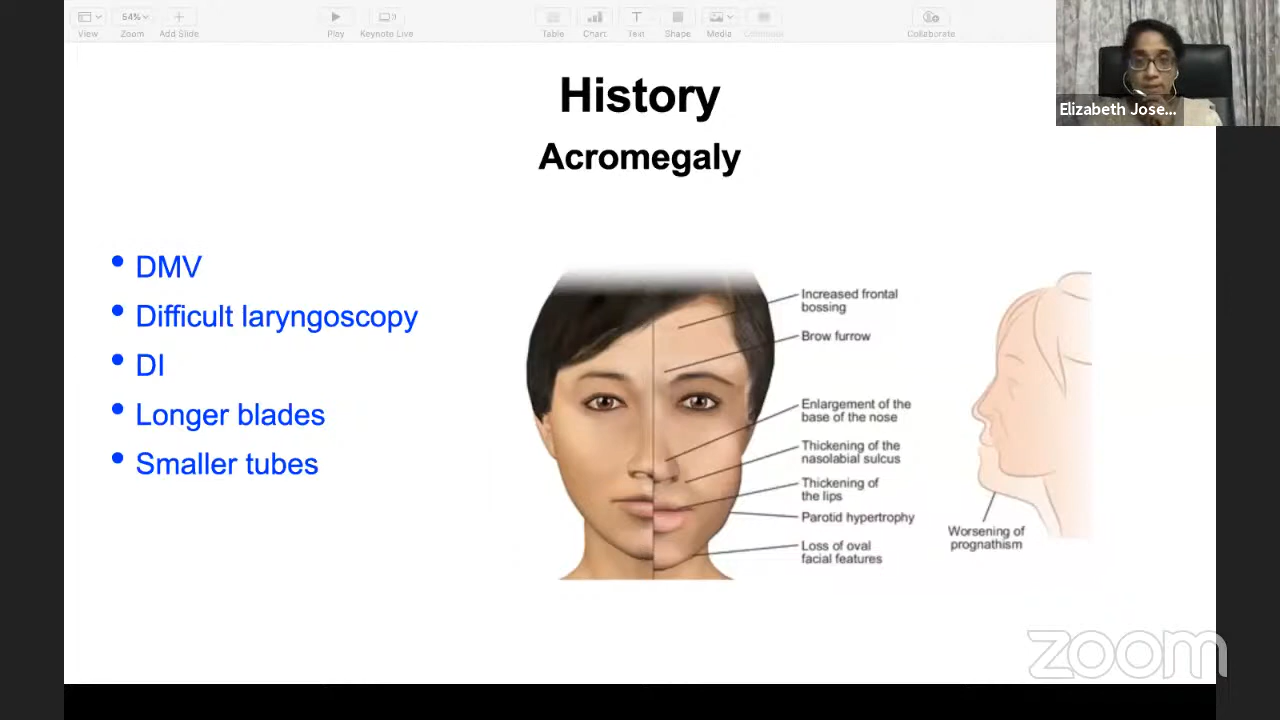 View
54%
Zoom
Add Slide
Play
Keynote Live
Table
Chart
Text
Shape
Media
Comment
Collaborate
Elizabeth Jose...
History
Acromegaly
• DMV
• Difficult laryngoscopy
• DI
• Longer blades
• Smaller tubes
Increased frontal
bossing
Brow furrow
Enlargement of the
base of the nose
Thickening of the
nasolabial sulcus
Thickening of
the lips
Parotid hypertrophy
Loss of oval
facial features
Worsening of
prognathism
zoom